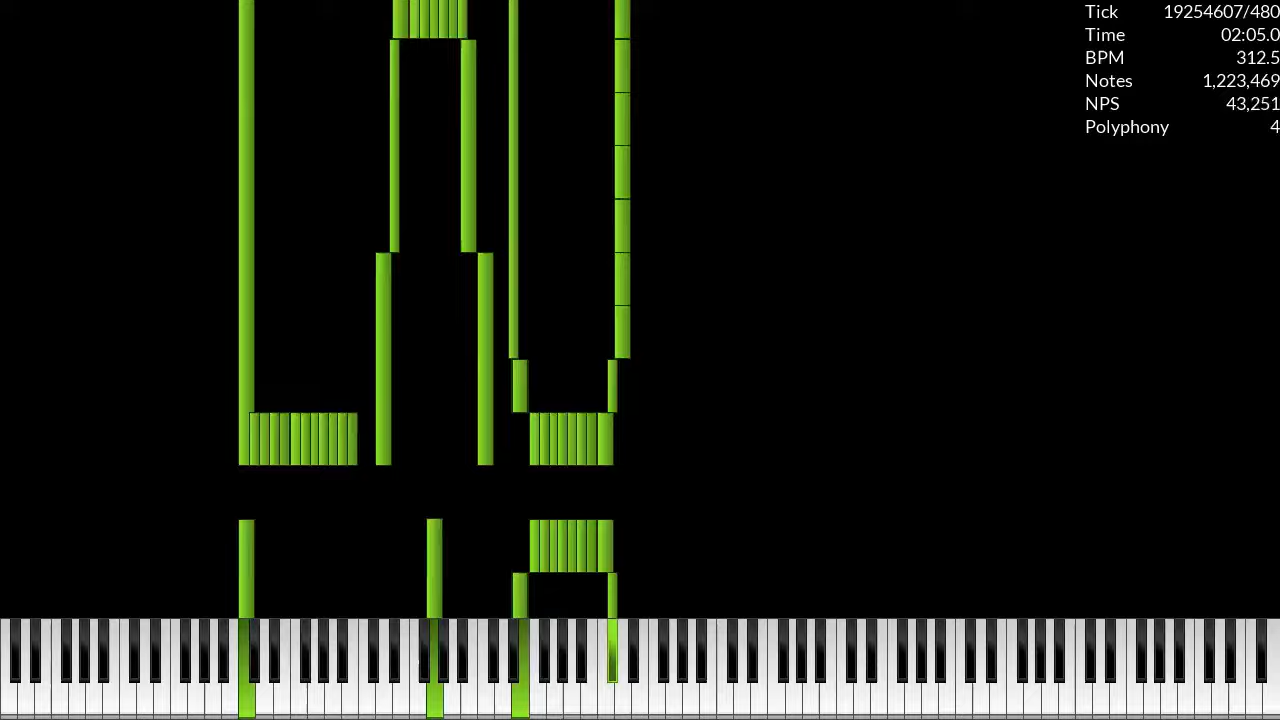 Tick 19254607/480
Time 02:05.0
BPM 312.5
Notes 1,223,469
NPS 43,251
Polyphony 4